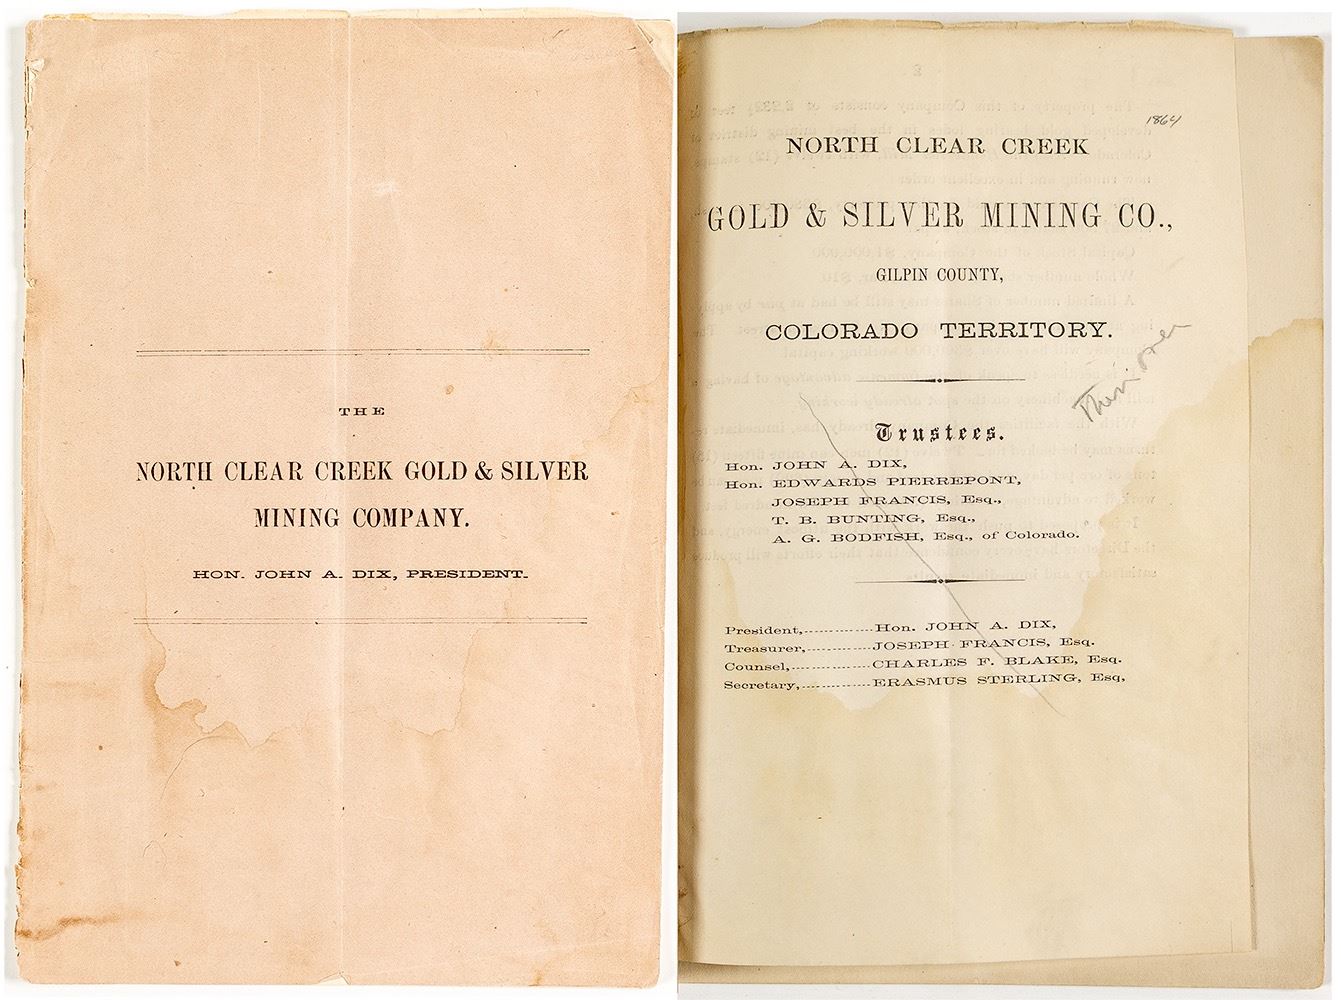 THE
NORTH CLEAR CREEK GOLD & SILVER
MINING COMPANY.
HON. JOHN A. DIX, PRESIDENT.
1864
NORTH CLEAR CREEK
GOLD & SILVER MINING CO.,
GILPIN COUNTY,
COLORADO TERRITORY.
Trustees.
Hon. JOHN A. DIX,
Hon. EDWARDS PIERREPONT,
JOSEPH FRANCIS, Esq.,
T. B. BUNTING, Esq.,
A. G. BODFISH, Esq., of Colorado.
President,.............Hon. JOHN A. DIX,
Treasurer,.............JOSEPH FRANCIS, Esq.
Counsel,...............CHARLES F. BLAKE, Esq.
Secretary,.............ERASMUS STERLING, Esq,